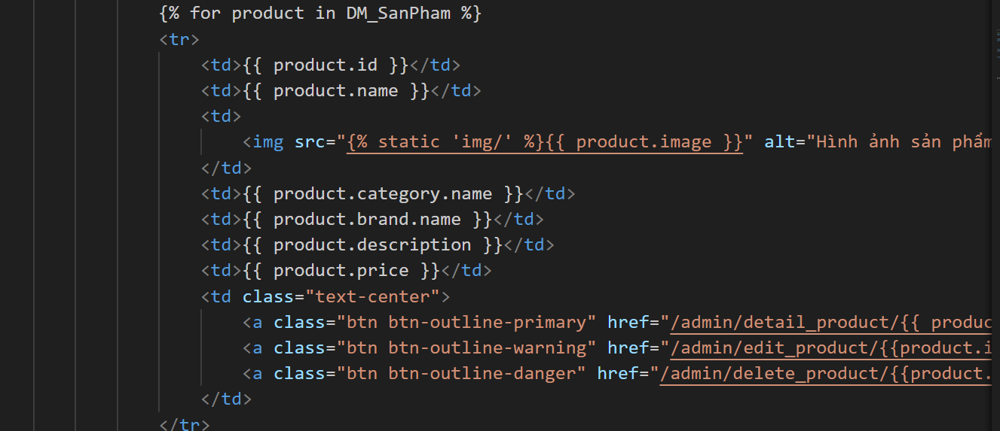 {% for product in DM_SanPham %}
<tr>
<td>{{ product.id }}</td>
<td>{{ product.name }}</td>
<td>
<img src="{% static 'img/' %}{{ product.image }}" alt="Hình ảnh sản phẩm
</td>
<td>{{ product.category.name }}</td>
<td>{{ product.brand.name }}</td>
<td>{{ product.description }}</td>
<td>{{ product.price }}</td>
<td class="text-center">
<a class="btn btn-outline-primary" href="/admin/detail_product/{{ produc
<a class="btn btn-outline-warning" href="/admin/edit_product/{{product.i
<a class="btn btn-outline-danger" href="/admin/delete_product/{{product.
</td>
</tr>